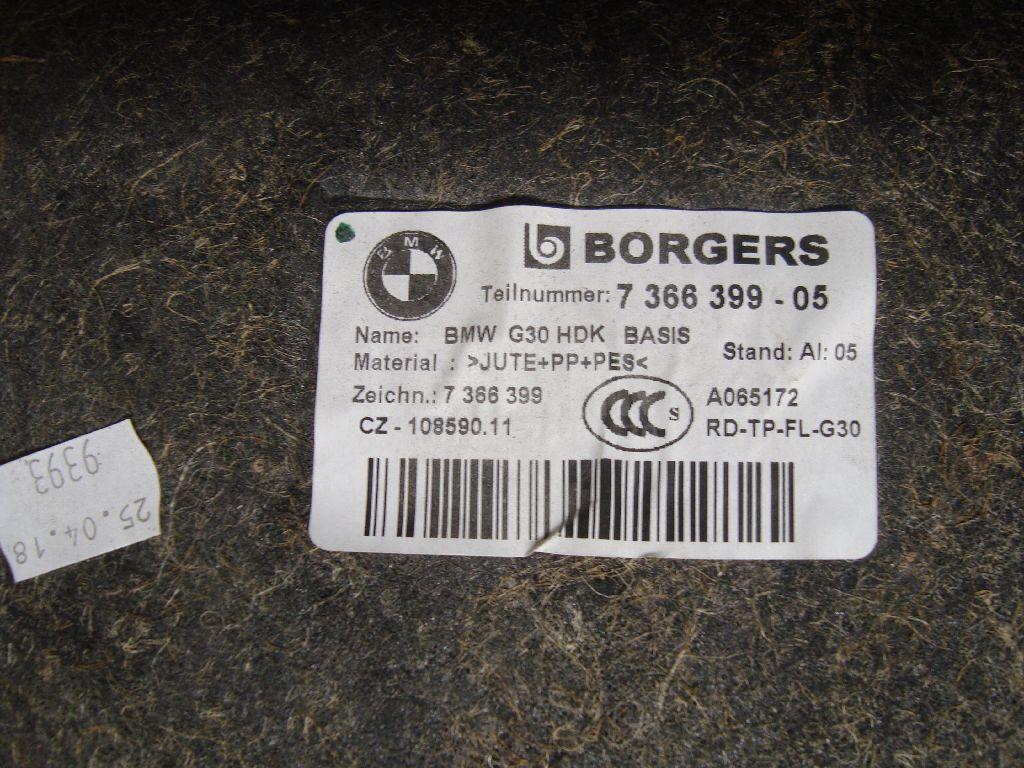 BMW
BORGERS
Teilnummer: 7 366 399 - 05
Name: BMW G30 HDK BASIS
Stand: AI: 05
Material : >JUTE+PP+PES<
Zeichn.: 7 366 399
A065172
CCC S
CZ - 108590.11
RD-TP-FL-G30
9393
25.04.18